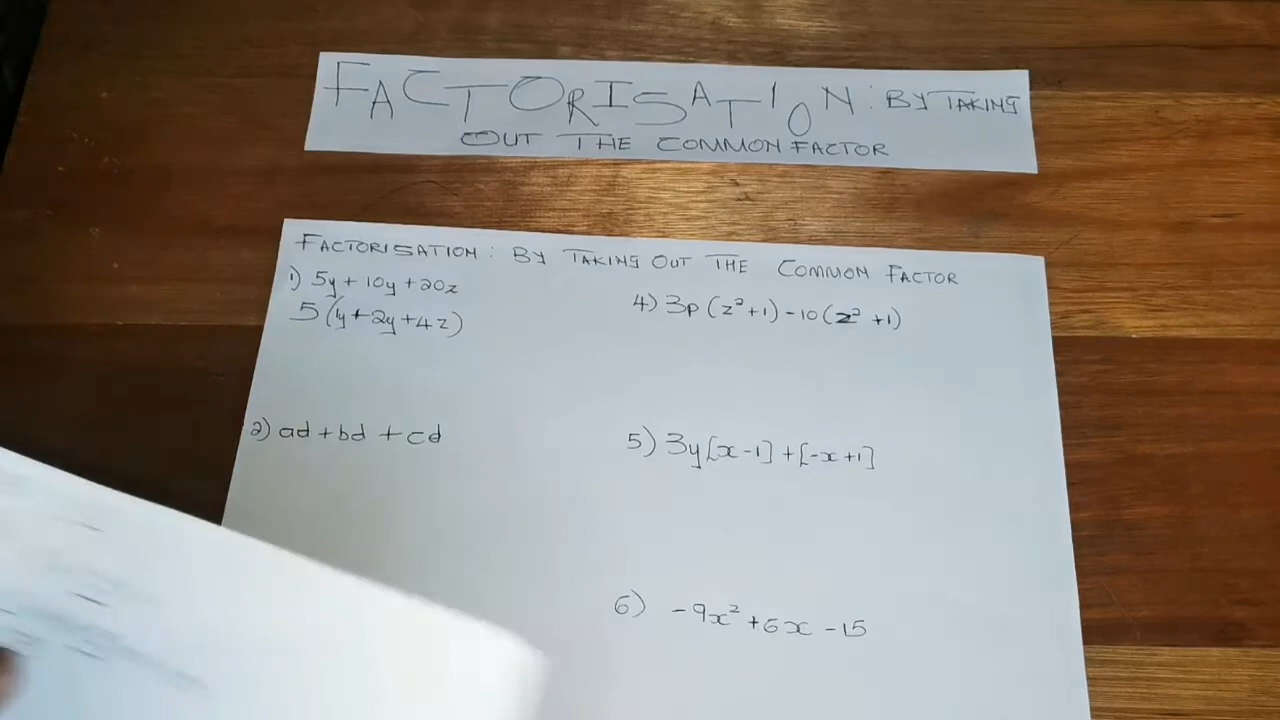 FACTORISATION: BY TAKING
OUT THE COMMON FACTOR
FACTORISATION: BY TAKING OUT THE COMMON FACTOR
1) 5y + 10y + 20z
5(y + 2y + 4z)
2) ad + bd + cd
4) 3p (z² + 1) - 10 (z² + 1)
5) 3y[x - 1] + [-x + 1]
6) -9x² + 6x - 15